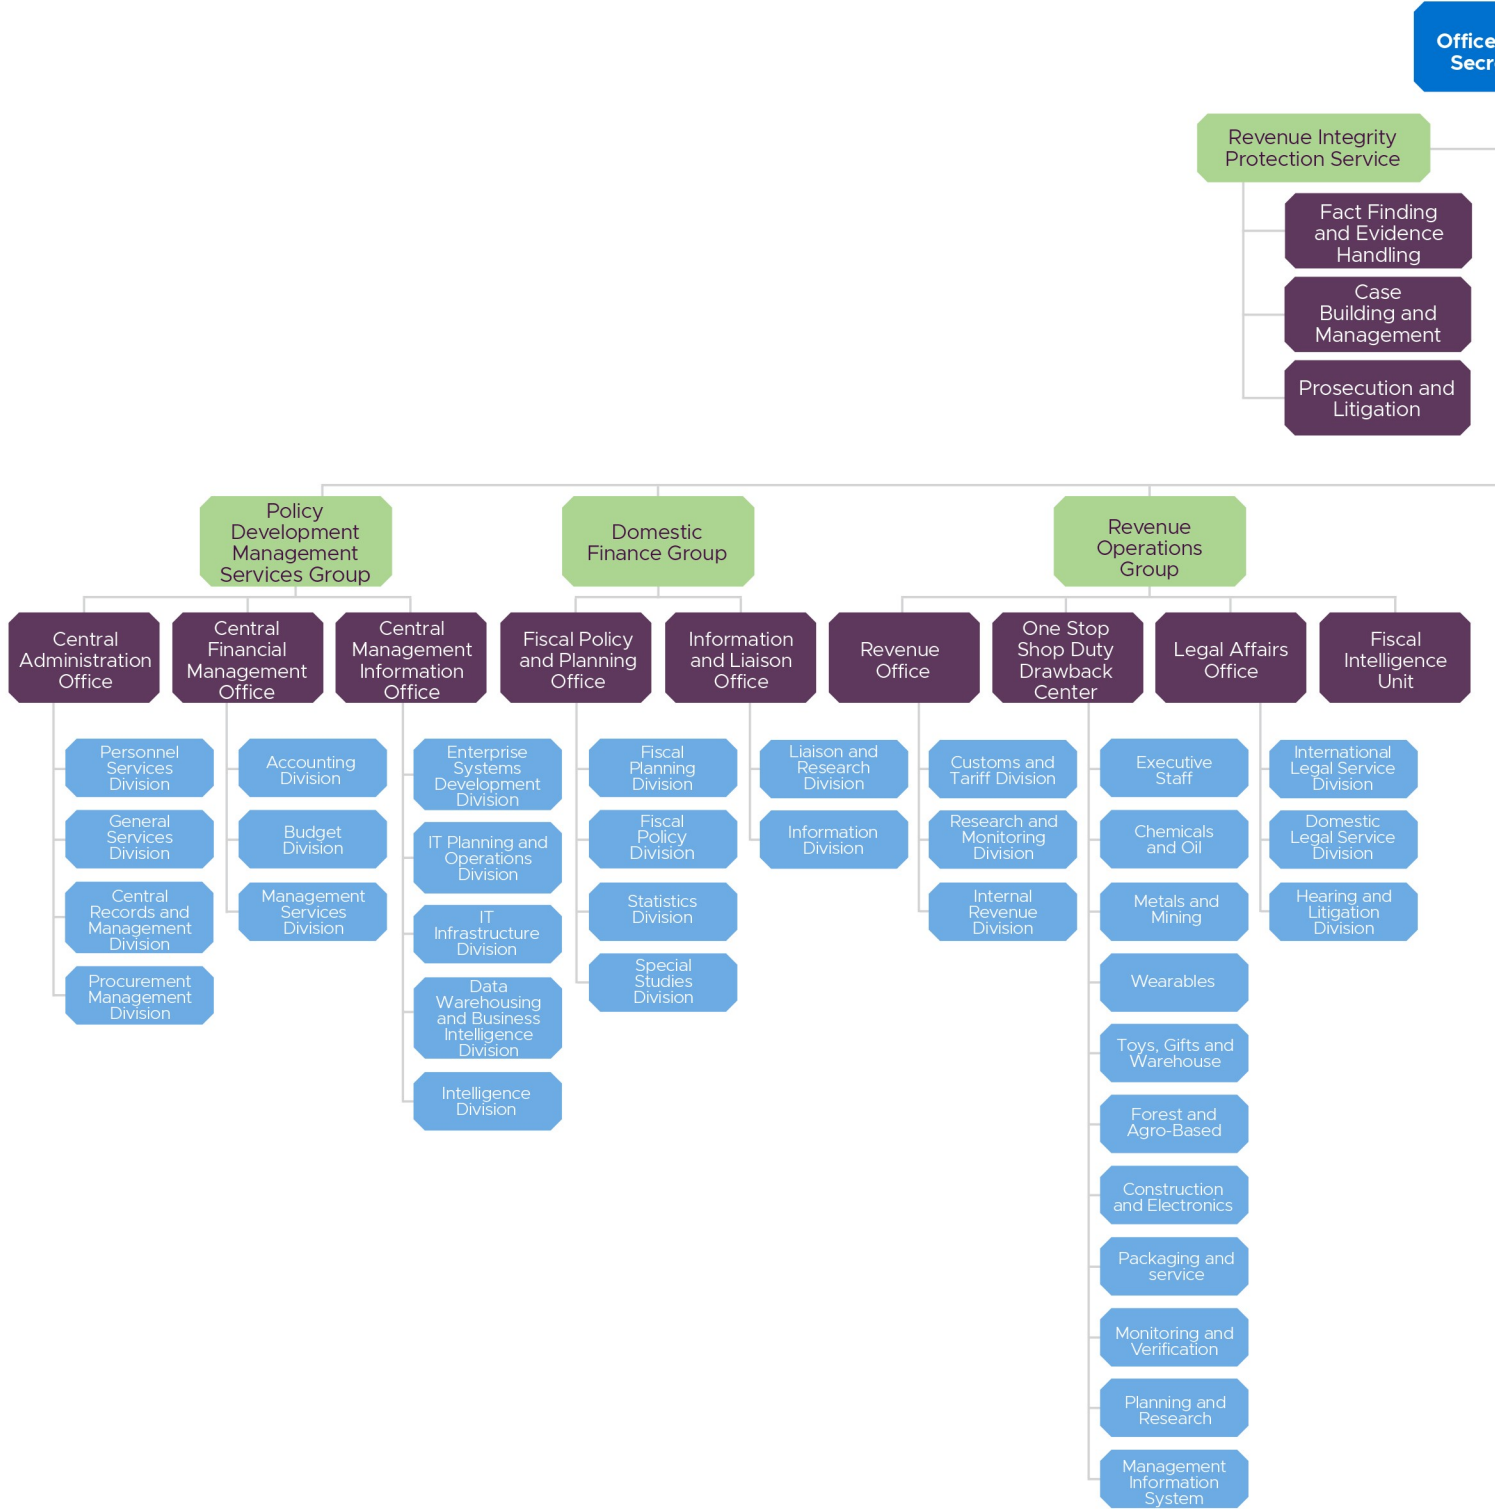 Office
Secr
Revenue Integrity
Protection Service
Fact Finding
and Evidence
Handling
Case
Building and
Management
Prosecution and
Litigation
Policy
Development
Management
Services Group
Domestic
Finance Group
Revenue
Operations
Group
Central
Administration
Office
Central
Financial
Management
Office
Central
Management
Information
Office
Fiscal Policy
and Planning
Office
Information
and Liaison
Office
Revenue
Office
One Stop
Shop Duty
Drawback
Center
Legal Affairs
Office
Fiscal
Intelligence
Unit
Personnel
Services
Division
General
Services
Division
Central
Records and
Management
Division
Procurement
Management
Division
Accounting
Division
Budget
Division
Management
Services
Division
Enterprise
Systems
Development
Division
IT Planning and
Operations
Division
IT
Infrastructure
Division
Data
Warehousing
and Business
Intelligence
Division
Intelligence
Division
Fiscal
Planning
Division
Fiscal
Policy
Division
Statistics
Division
Special
Studies
Division
Liaison and
Research
Division
Information
Division
Customs and
Tariff Division
Research and
Monitoring
Division
Internal
Revenue
Division
Executive
Staff
Chemicals
and Oil
Metals and
Mining
Wearables
Toys, Gifts and
Warehouse
Forest and
Agro-Based
Construction
and Electronics
Packaging and
service
Monitoring and
Verification
Planning and
Research
Management
Information
System
International
Legal Service
Division
Domestic
Legal Service
Division
Hearing and
Litigation
Division